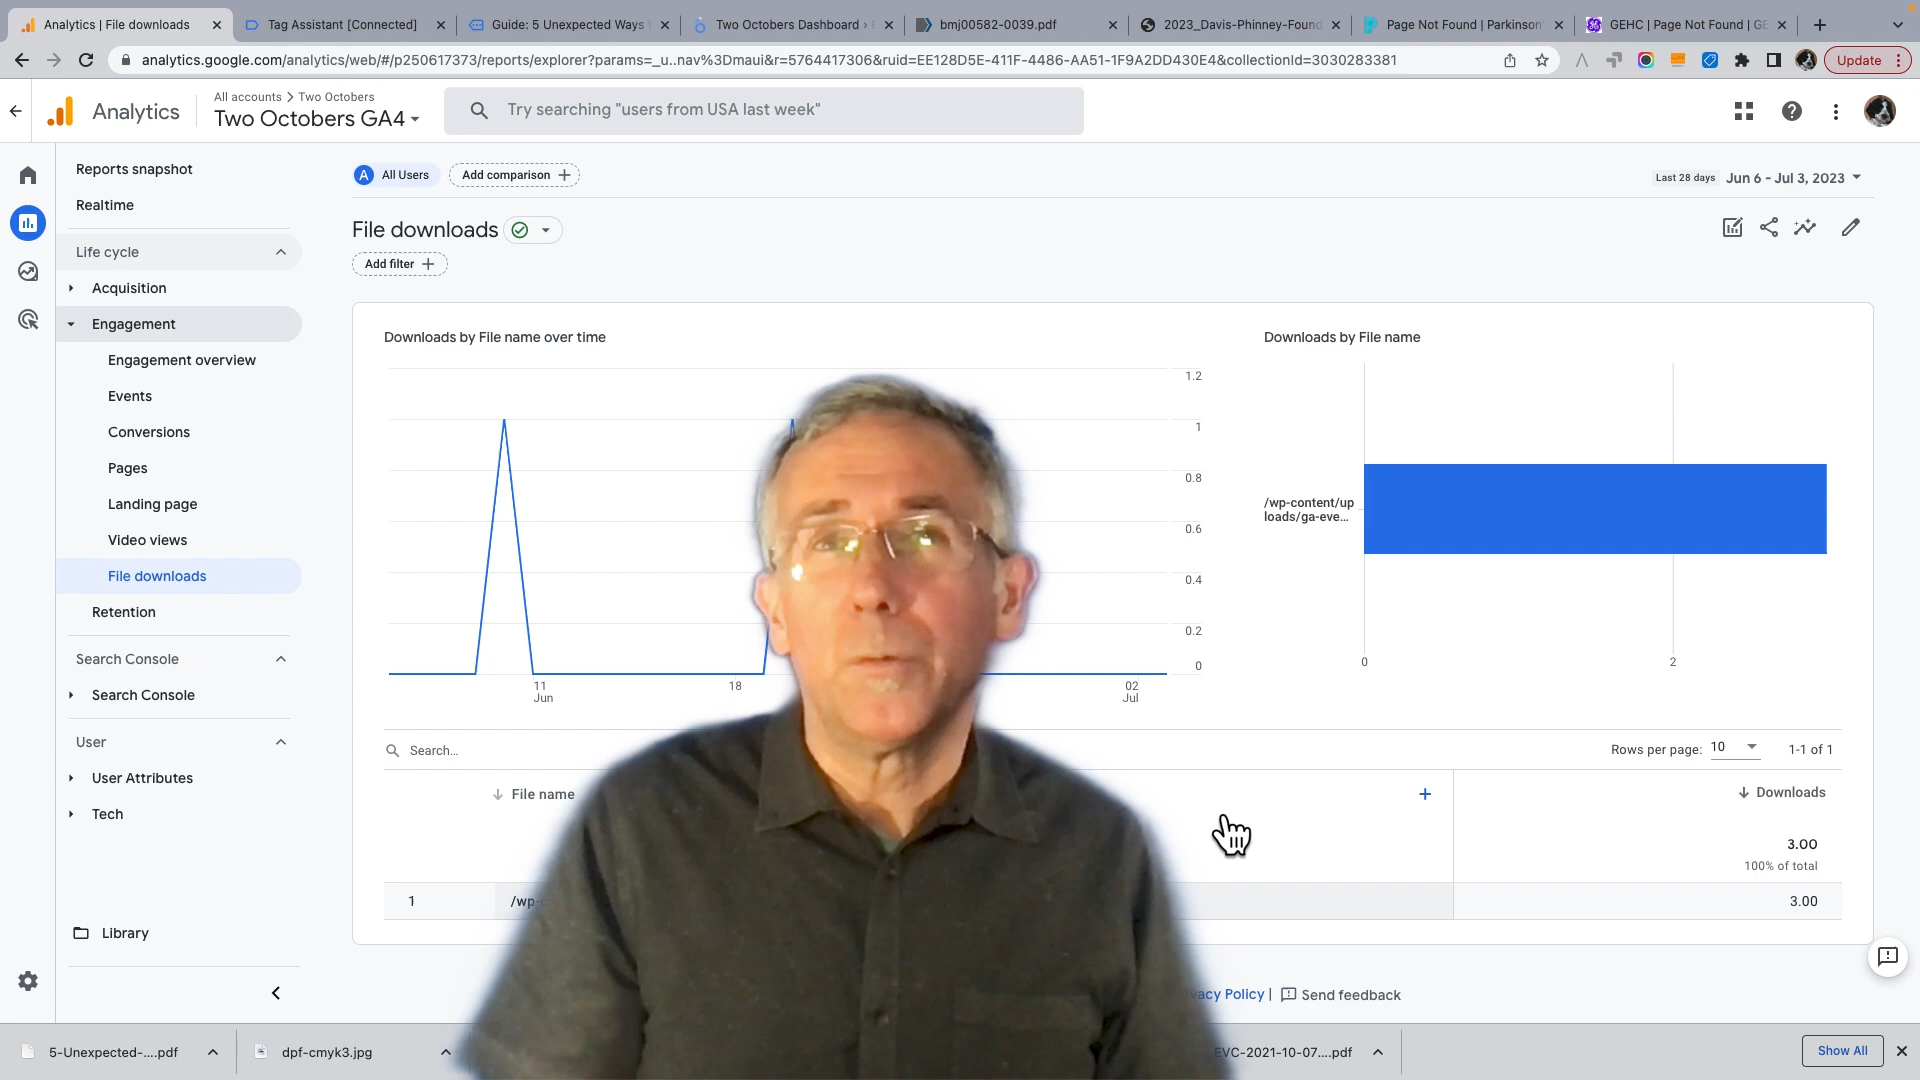 Analytics | File downloads
Tag Assistant [Connected]
Guide: 5 Unexpected Ways
Two Octobers Dashboard ›
bmj00582-0039.pdf
2023_Davis-Phinney-Foun
Page Not Found | Parkinson'
GEHC | Page Not Found | GE
analytics.google.com/analytics/web/#/p250617373/reports/explorer?params=_u..nav%3Dmaui&r=5764417306&ruid=EE128D5E-411F-4486-AA51-1F9A2DD430E4&collectionId=3030283381
Update
Analytics
All accounts > Two Octobers
Two Octobers GA4
Try searching "users from USA last week"
Reports snapshot
Realtime
Life cycle
Acquisition
Engagement
Engagement overview
Events
Conversions
Pages
Landing page
Video views
File downloads
Retention
Search Console
Search Console
User
User Attributes
Tech
Library
A All Users
Add comparison +
Last 28 days Jun 6 - Jul 3, 2023
File downloads
Add filter +
Downloads by File name over time
1.2
1
0.8
0.6
0.4
0.2
0
11
Jun
18
02
Jul
Downloads by File name
/wp-content/up
loads/ga-eve...
0
2
Search...
Rows per page: 10
1-1 of 1
File name
+
Downloads
3.00
100% of total
1
/wp-c
3.00
vacy Policy |
Send feedback
5-Unexpected-....pdf
dpf-cmyk3.jpg
EVC-2021-10-07....pdf
Show All